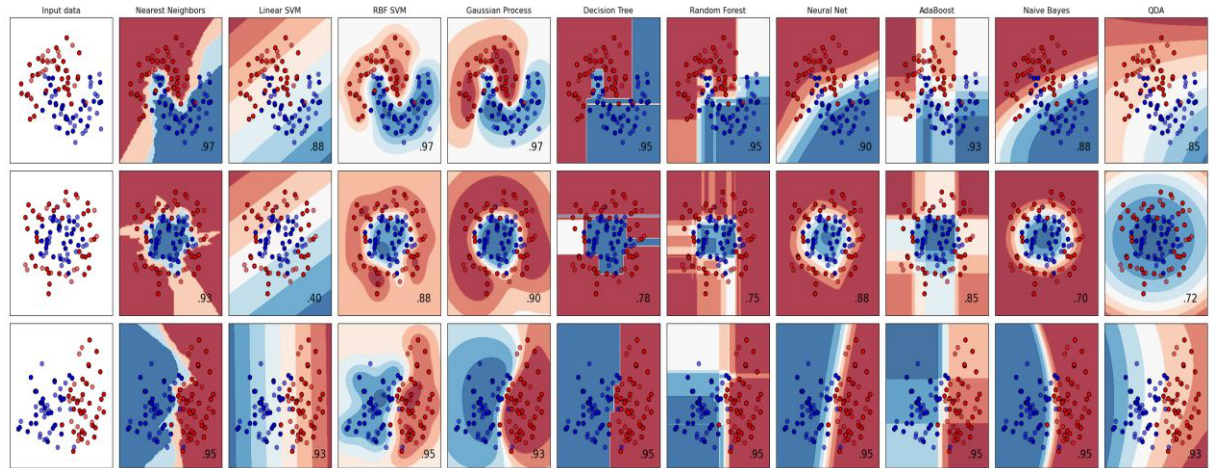 Input data Nearest Neighbors Linear SVM RBF SVM Gaussian Process Decision Tree Random Forest Neural Net AdaBoost Naive Bayes QDA
.97 .88 .97 .97 .95 .95 .90 .93 .88 .85
.93 .40 .88 .90 .78 .75 .88 .85 .70 .72
.95 .93 .95 .93 .95 .95 .95 .95 .95 .93